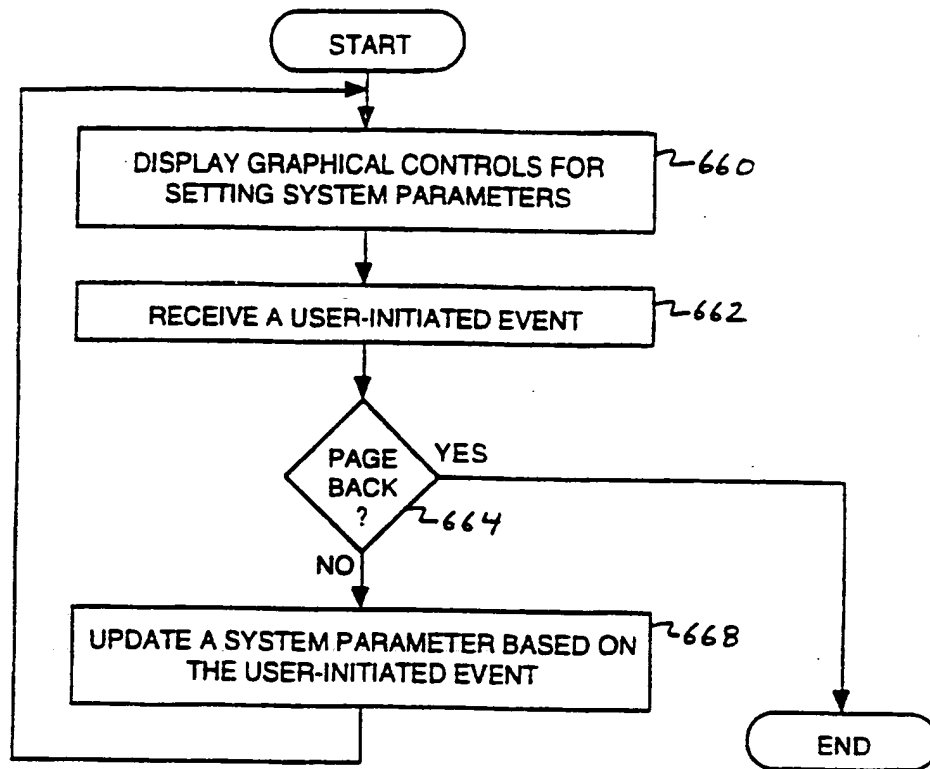 START
DISPLAY GRAPHICAL CONTROLS FOR
SETTING SYSTEM PARAMETERS
660
RECEIVE A USER-INITIATED EVENT
662
PAGE
BACK
?
YES
664
NO
UPDATE A SYSTEM PARAMETER BASED ON
THE USER-INITIATED EVENT
668
END